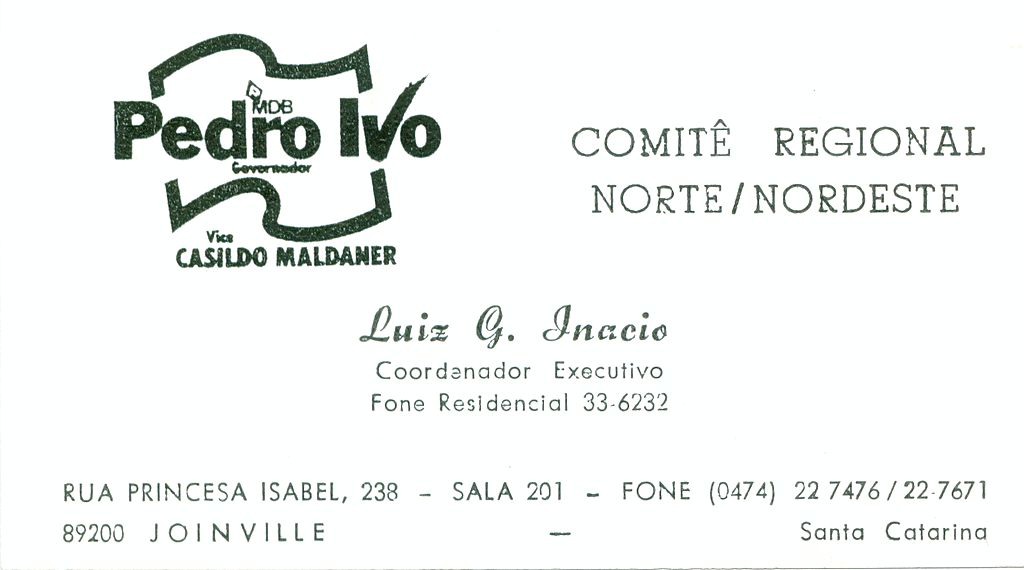 MDB
Pedro Ivo
Governador
Vice
CASILDO MALDANER
COMITÊ REGIONAL
NORTE/NORDESTE
Luiz G. Inacio
Coordenador Executivo
Fone Residencial 33-6232
RUA PRINCESA ISABEL, 238 – SALA 201 – FONE (0474) 22 7476/22-7671
89200 JOINVILLE — Santa Catarina